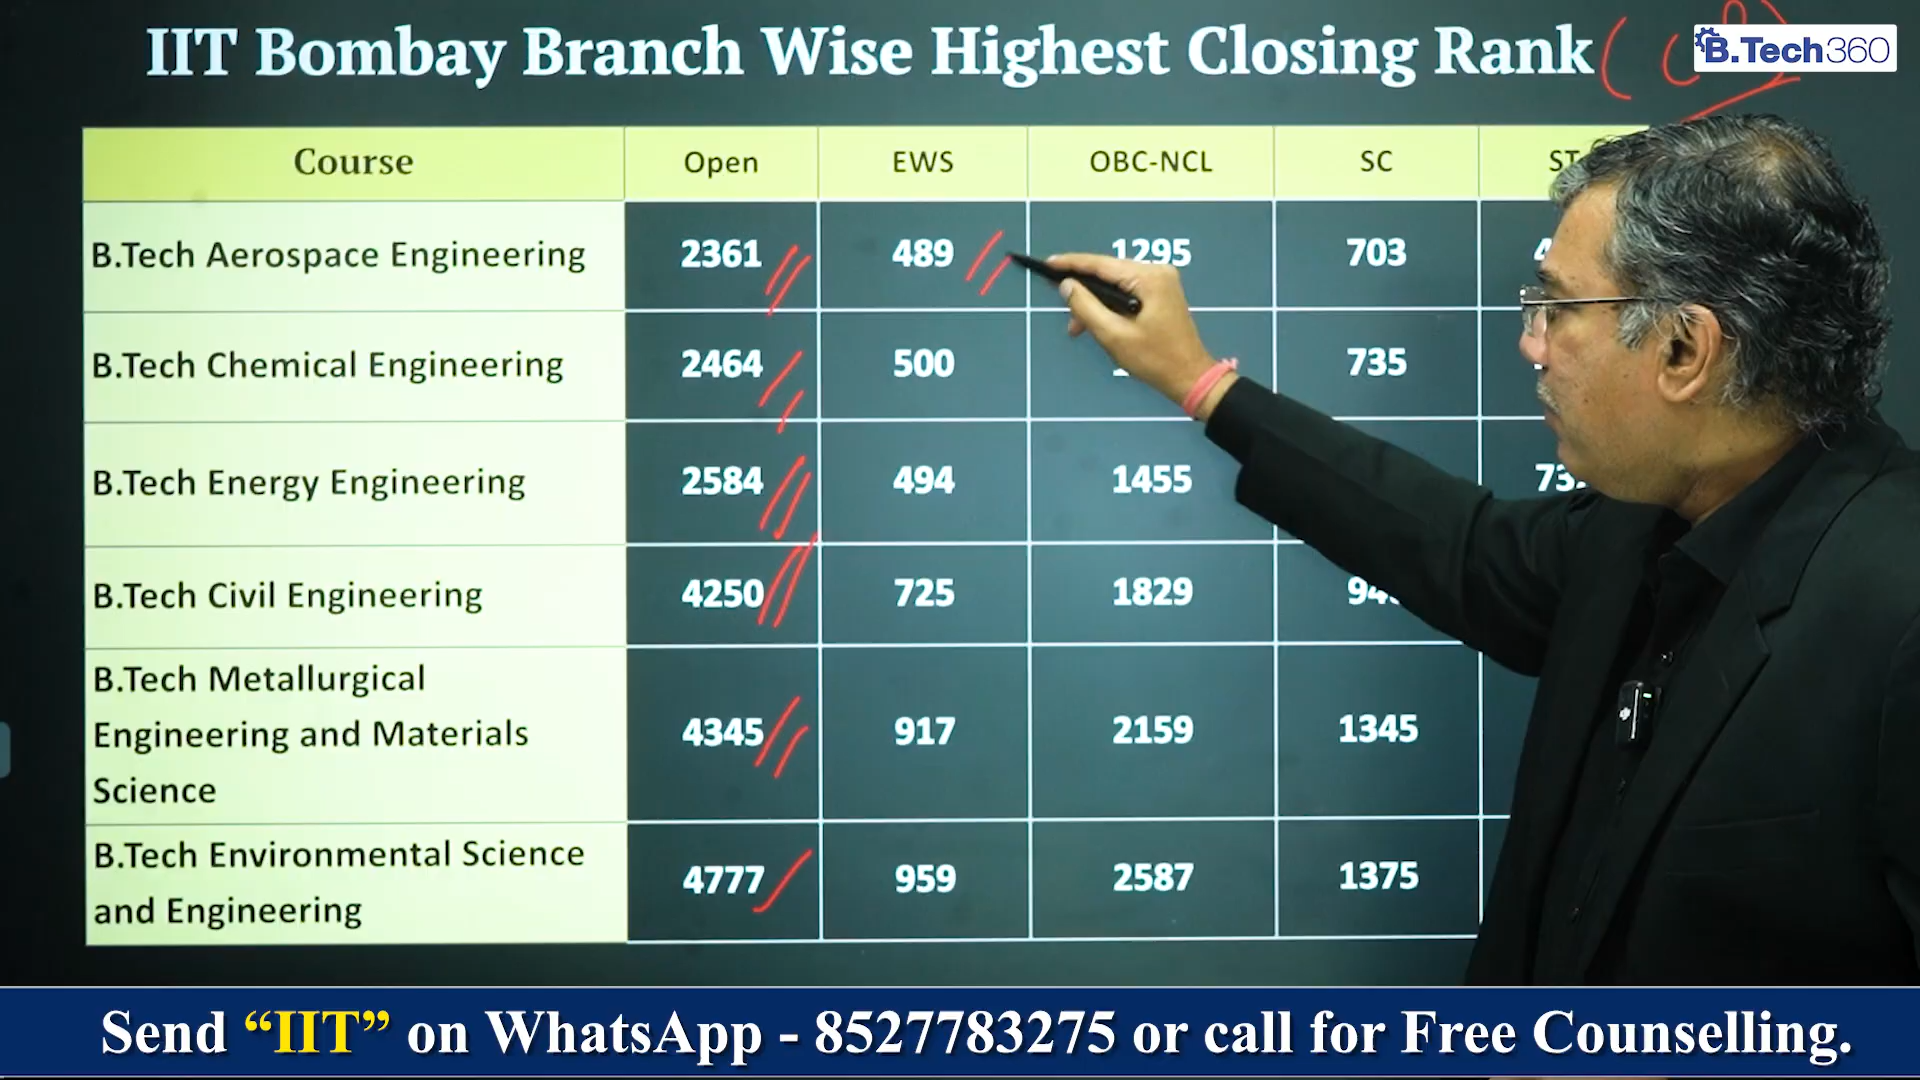 IIT Bombay Branch Wise Highest Closing Rank
B.Tech360
Course Open EWS OBC-NCL SC ST
B.Tech Aerospace Engineering 2361 489 1295 703
B.Tech Chemical Engineering 2464 500 735
B.Tech Energy Engineering 2584 494 1455
B.Tech Civil Engineering 4250 725 1829
B.Tech Metallurgical
Engineering and Materials 4345 917 2159 1345
Science
B.Tech Environmental Science
and Engineering 4777 959 2587 1375
Send “IIT” on WhatsApp - 8527783275 or call for Free Counselling.